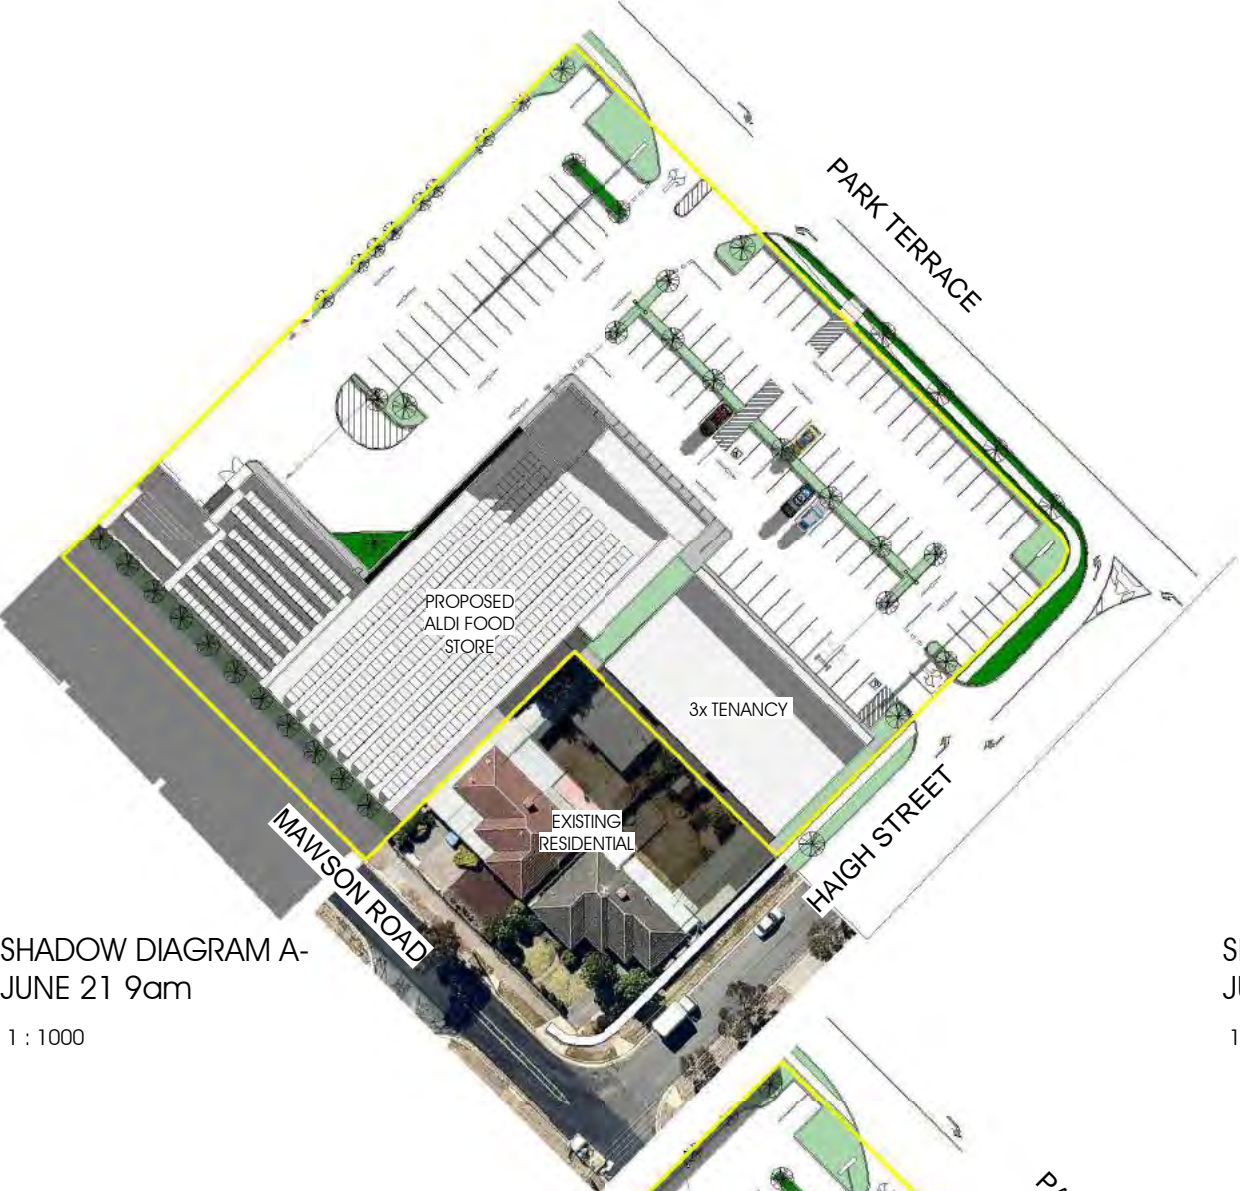 PARK TERRACE
PROPOSED
ALDI FOOD
STORE
3x TENANCY
EXISTING
RESIDENTIAL
HAIGH STREET
MAWSON ROAD
SHADOW DIAGRAM A-
JUNE 21 9am
1 : 1000